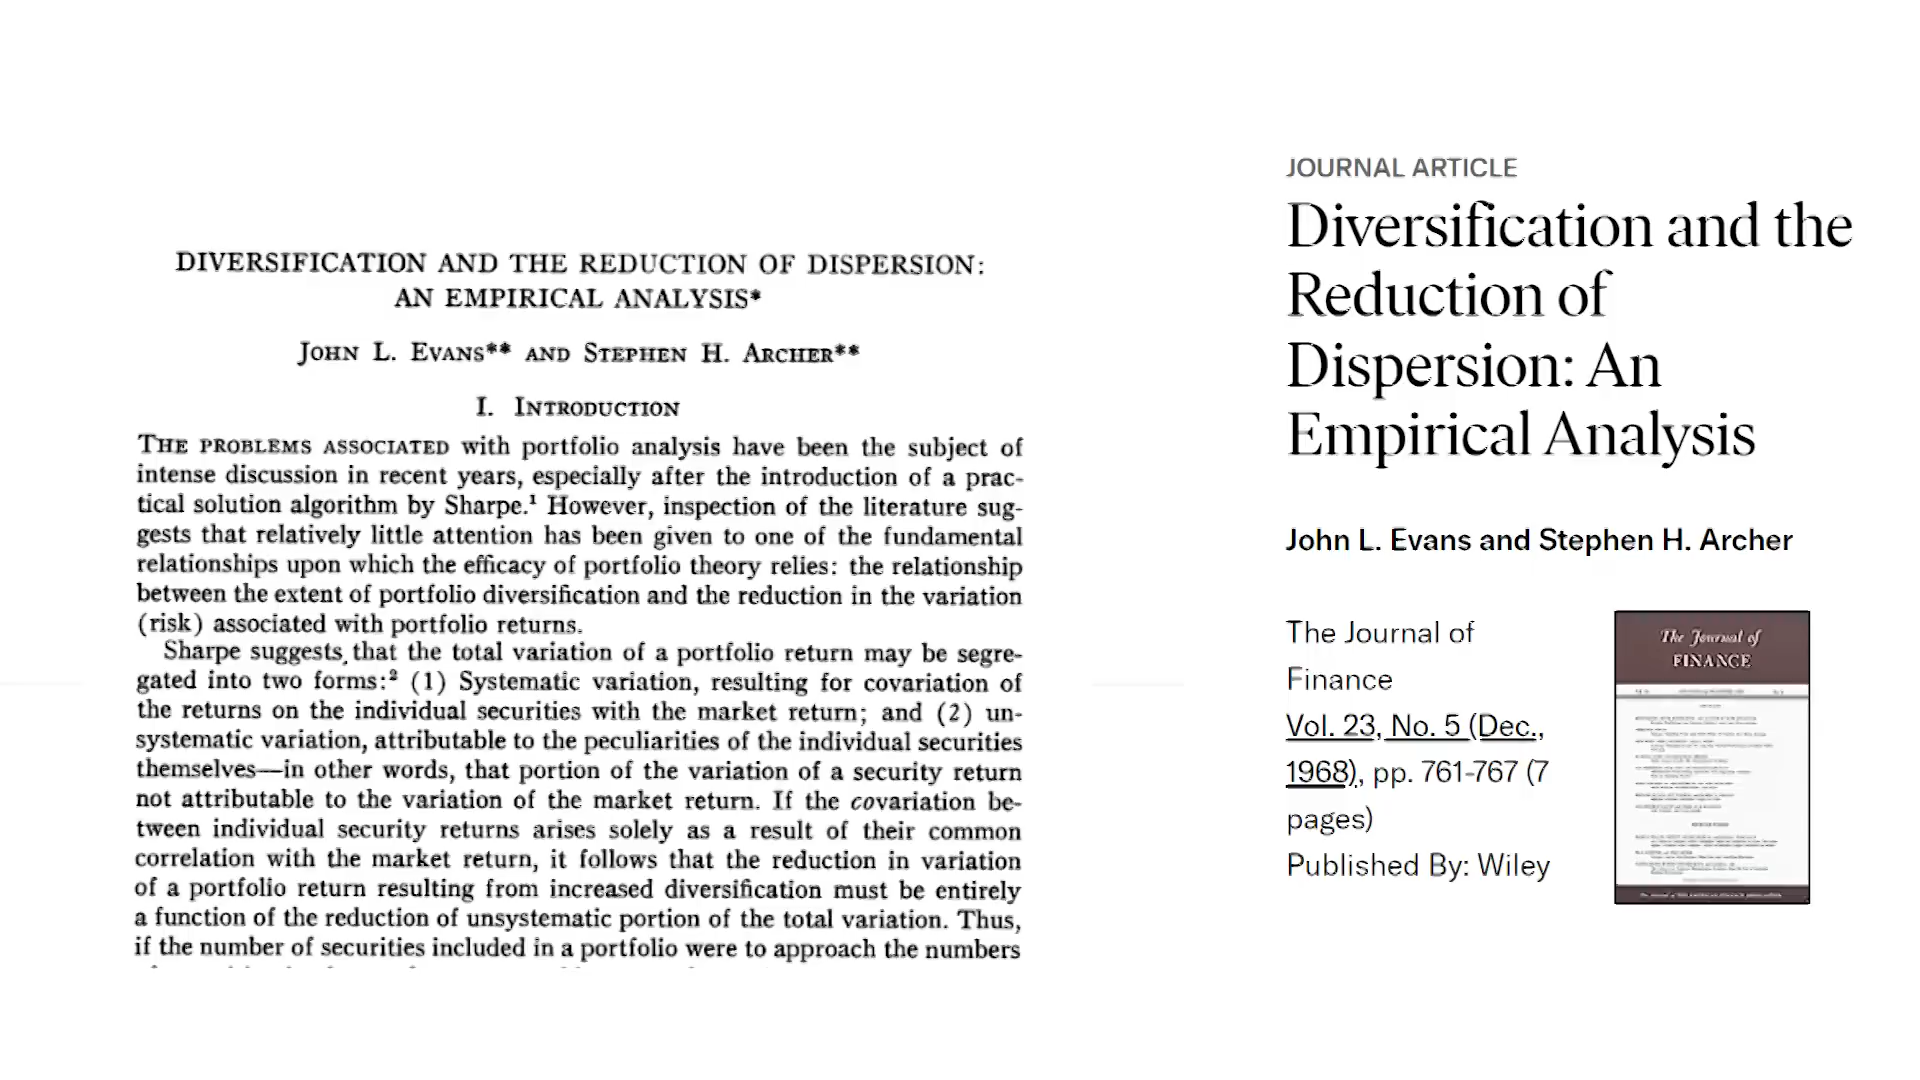 DIVERSIFICATION AND THE REDUCTION OF DISPERSION:
AN EMPIRICAL ANALYSIS*
JOHN L. EVANS** AND STEPHEN H. ARCHER**
I. INTRODUCTION
THE PROBLEMS ASSOCIATED with portfolio analysis have been the subject of
intense discussion in recent years, especially after the introduction of a prac-
tical solution algorithm by Sharpe.¹ However, inspection of the literature sug-
gests that relatively little attention has been given to one of the fundamental
relationships upon which the efficacy of portfolio theory relies: the relationship
between the extent of portfolio diversification and the reduction in the variation
(risk) associated with portfolio returns.
Sharpe suggests that the total variation of a portfolio return may be segre-
gated into two forms:² (1) Systematic variation, resulting for covariation of
the returns on the individual securities with the market return; and (2) un-
systematic variation, attributable to the peculiarities of the individual securities
themselves—in other words, that portion of the variation of a security return
not attributable to the variation of the market return. If the covariation be-
tween individual security returns arises solely as a result of their common
correlation with the market return, it follows that the reduction in variation
of a portfolio return resulting from increased diversification must be entirely
a function of the reduction of unsystematic portion of the total variation. Thus,
if the number of securities included in a portfolio were to approach the numbers
JOURNAL ARTICLE
Diversification and the
Reduction of
Dispersion: An
Empirical Analysis
John L. Evans and Stephen H. Archer
The Journal of
Finance
Vol. 23, No. 5 (Dec.,
1968), pp. 761-767 (7
pages)
Published By: Wiley
The Journal of
FINANCE